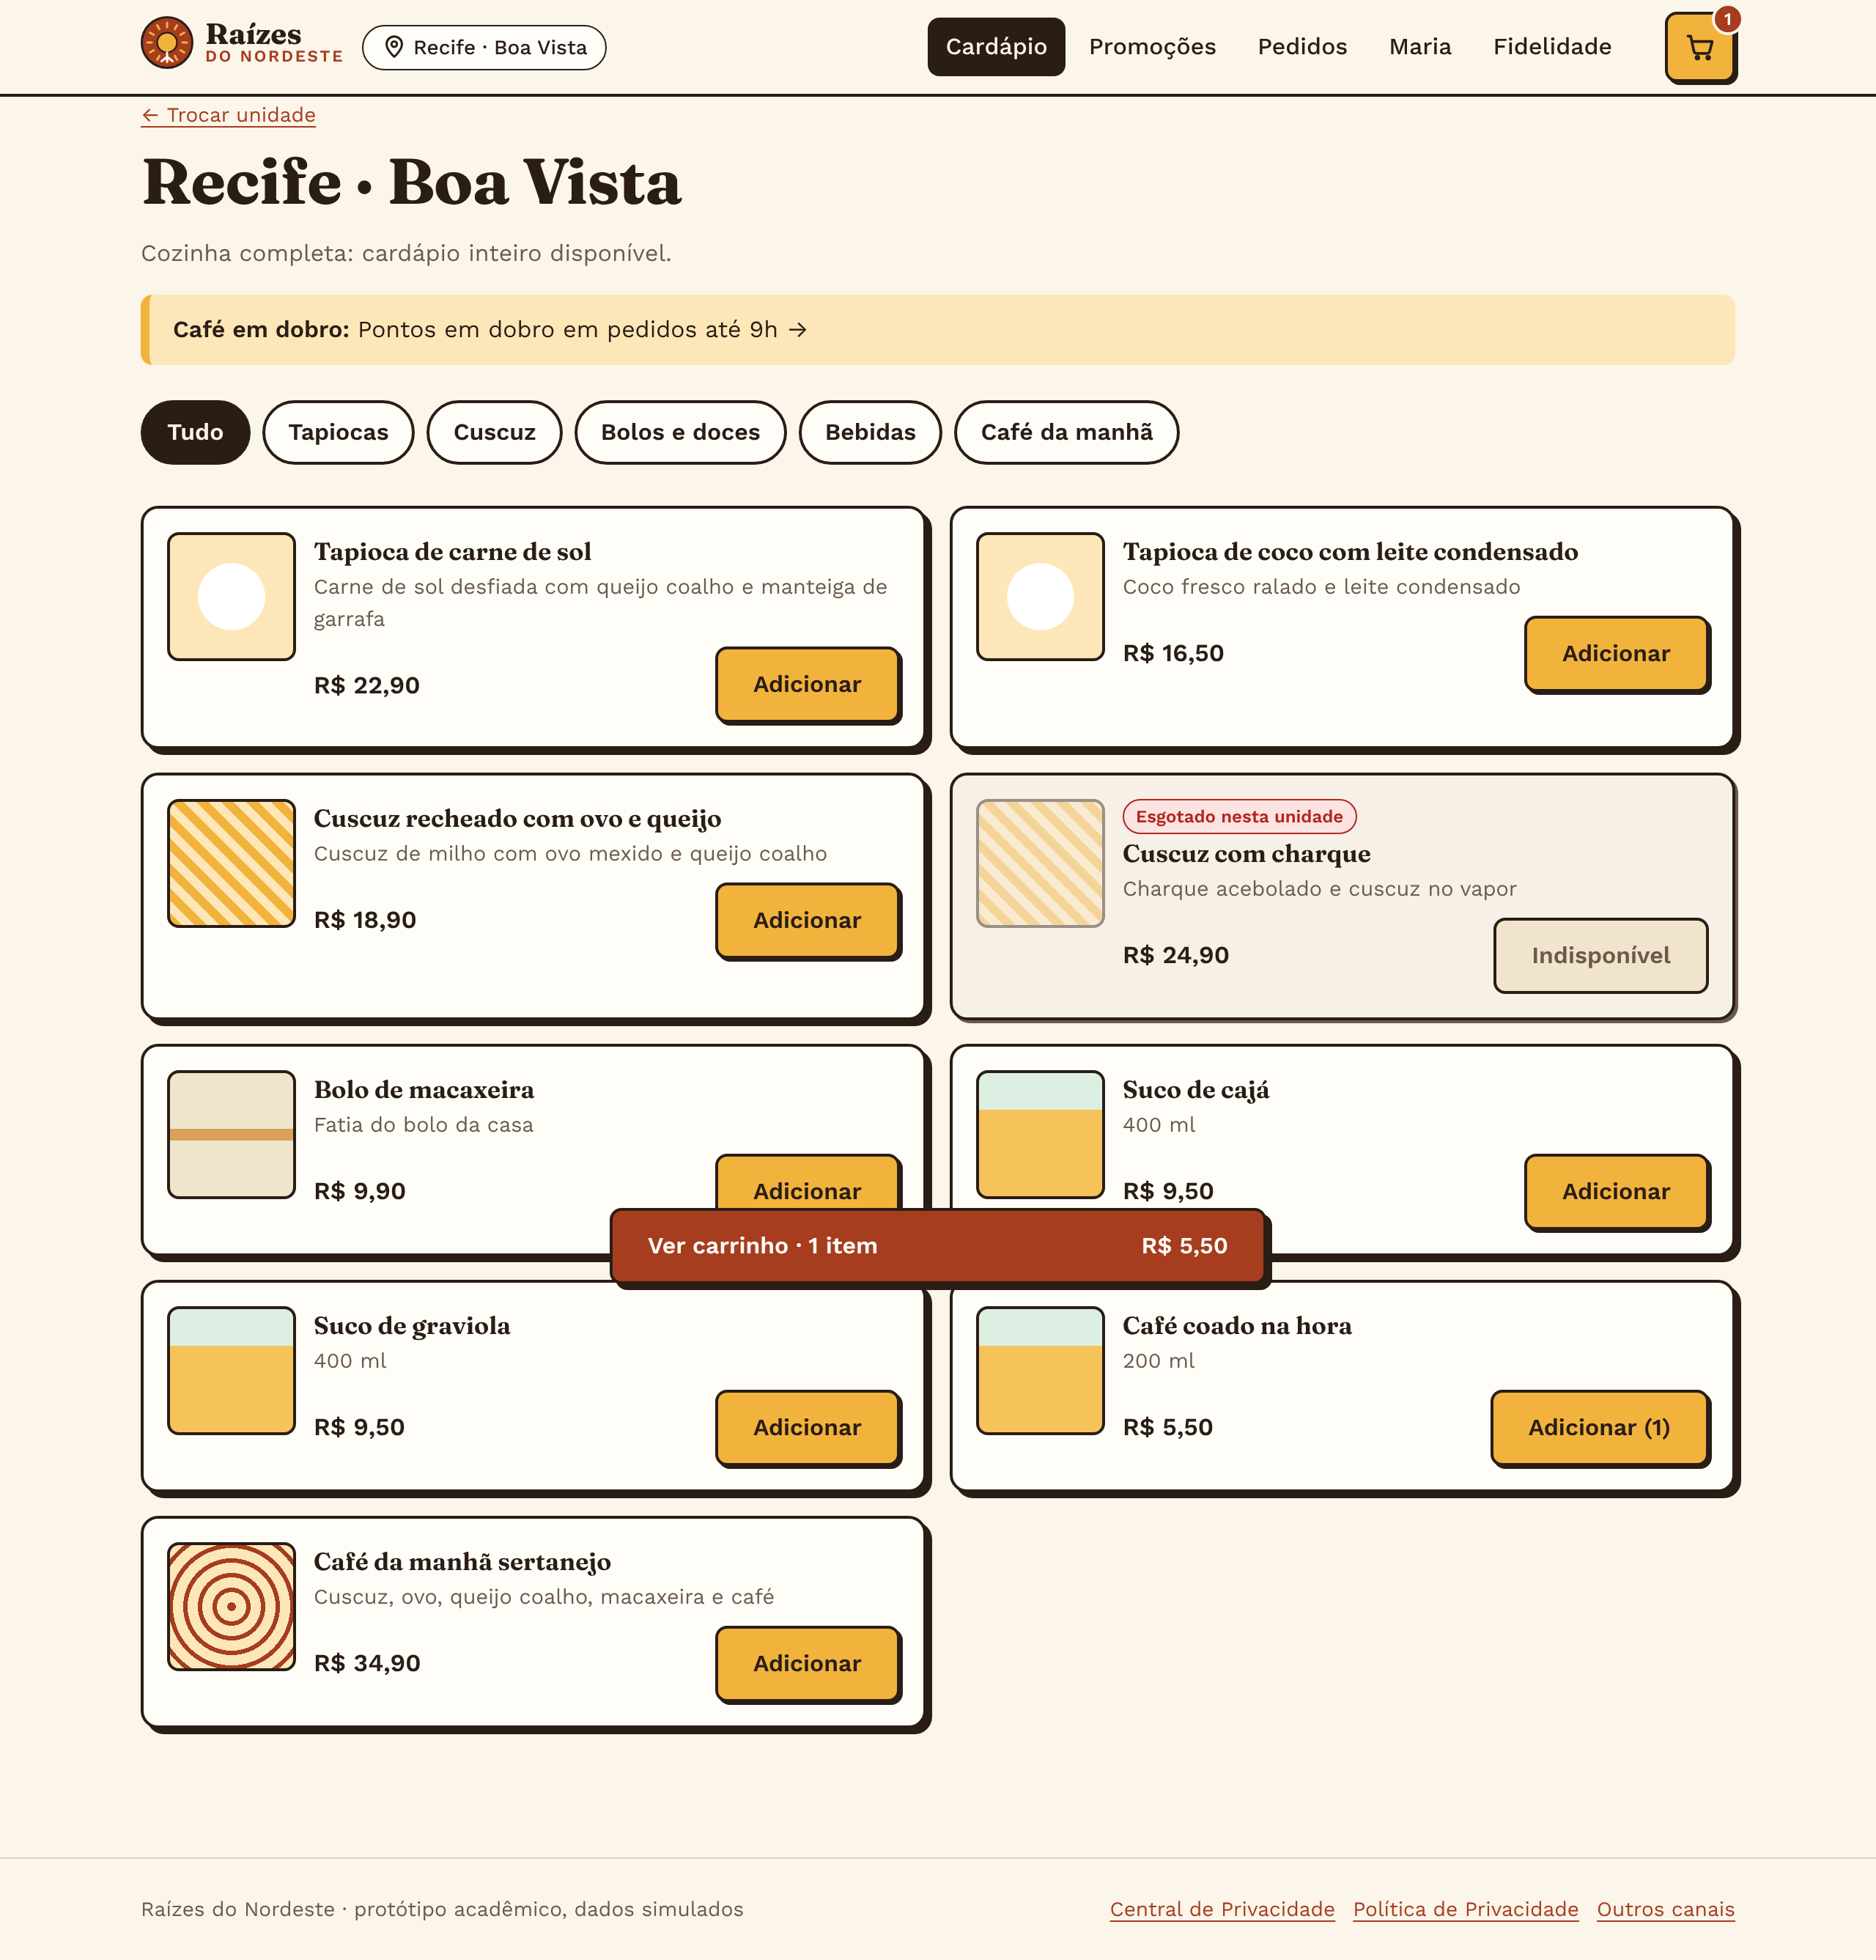 Raízes
DO NORDESTE
Recife · Boa Vista
Cardápio
Promoções
Pedidos
Maria
Fidelidade
1
← Trocar unidade
Recife · Boa Vista
Cozinha completa: cardápio inteiro disponível.
Café em dobro: Pontos em dobro em pedidos até 9h →
Tudo
Tapiocas
Cuscuz
Bolos e doces
Bebidas
Café da manhã
Tapioca de carne de sol
Carne de sol desfiada com queijo coalho e manteiga de
garrafa
R$ 22,90
Adicionar
Tapioca de coco com leite condensado
Coco fresco ralado e leite condensado
R$ 16,50
Adicionar
Cuscuz recheado com ovo e queijo
Cuscuz de milho com ovo mexido e queijo coalho
R$ 18,90
Adicionar
Esgotado nesta unidade
Cuscuz com charque
Charque acebolado e cuscuz no vapor
R$ 24,90
Indisponível
Bolo de macaxeira
Fatia do bolo da casa
R$ 9,90
Adicionar
Suco de cajá
400 ml
R$ 9,50
Adicionar
Ver carrinho · 1 item
R$ 5,50
Suco de graviola
400 ml
R$ 9,50
Adicionar
Café coado na hora
200 ml
R$ 5,50
Adicionar (1)
Café da manhã sertanejo
Cuscuz, ovo, queijo coalho, macaxeira e café
R$ 34,90
Adicionar
Raízes do Nordeste · protótipo acadêmico, dados simulados
Central de Privacidade
Política de Privacidade
Outros canais